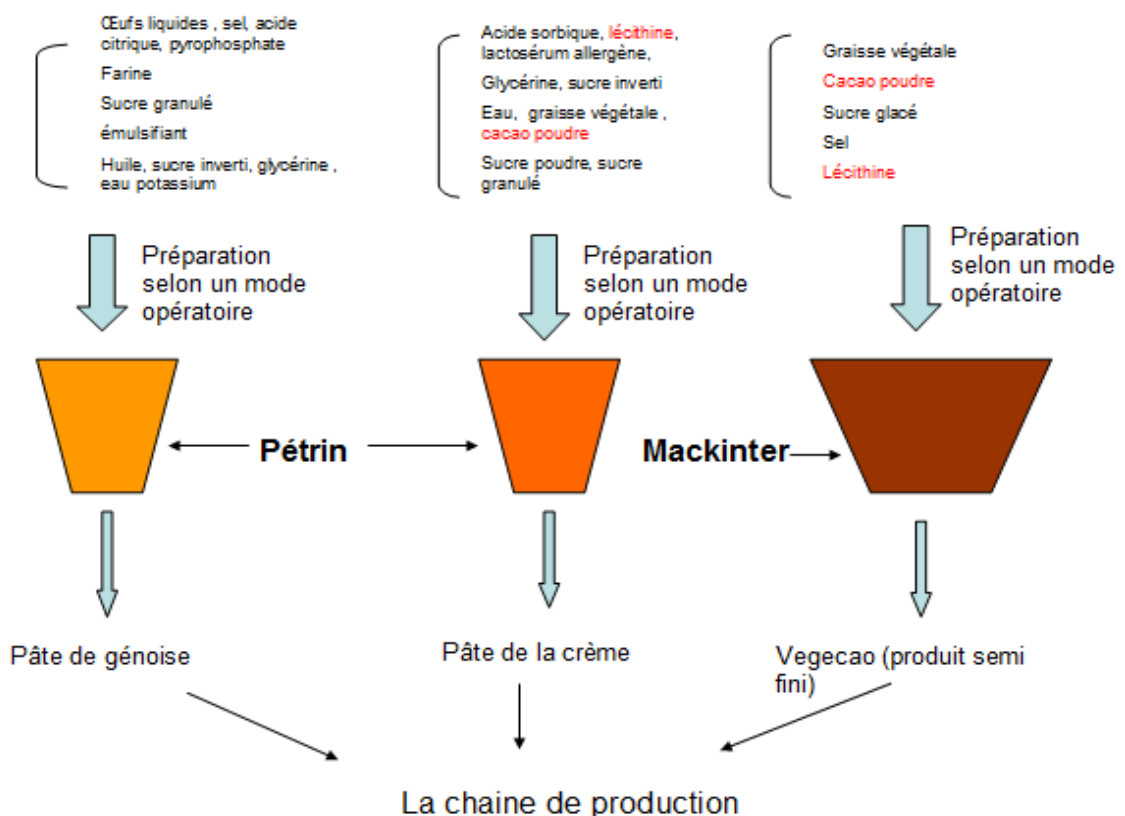 Œufs liquides , sel, acide
citrique, pyrophosphate
Farine
Sucre granulé
émulsifiant
Huile, sucre inverti, glycérine ,
eau potassium
Acide sorbique, lécithine,
lactosérum allergène,
Glycérine, sucre inverti
Eau, graisse végétale ,
cacao poudre
Sucre poudre, sucre
granulé
Graisse végétale
Cacao poudre
Sucre glacé
Sel
Lécithine
Préparation
selon un mode
opératoire
Préparation
selon un mode
opératoire
Préparation
selon un mode
opératoire
Pétrin
Mackinter
Pâte de génoise
Pâte de la crème
Vegecao (produit semi
fini)
La chaine de production